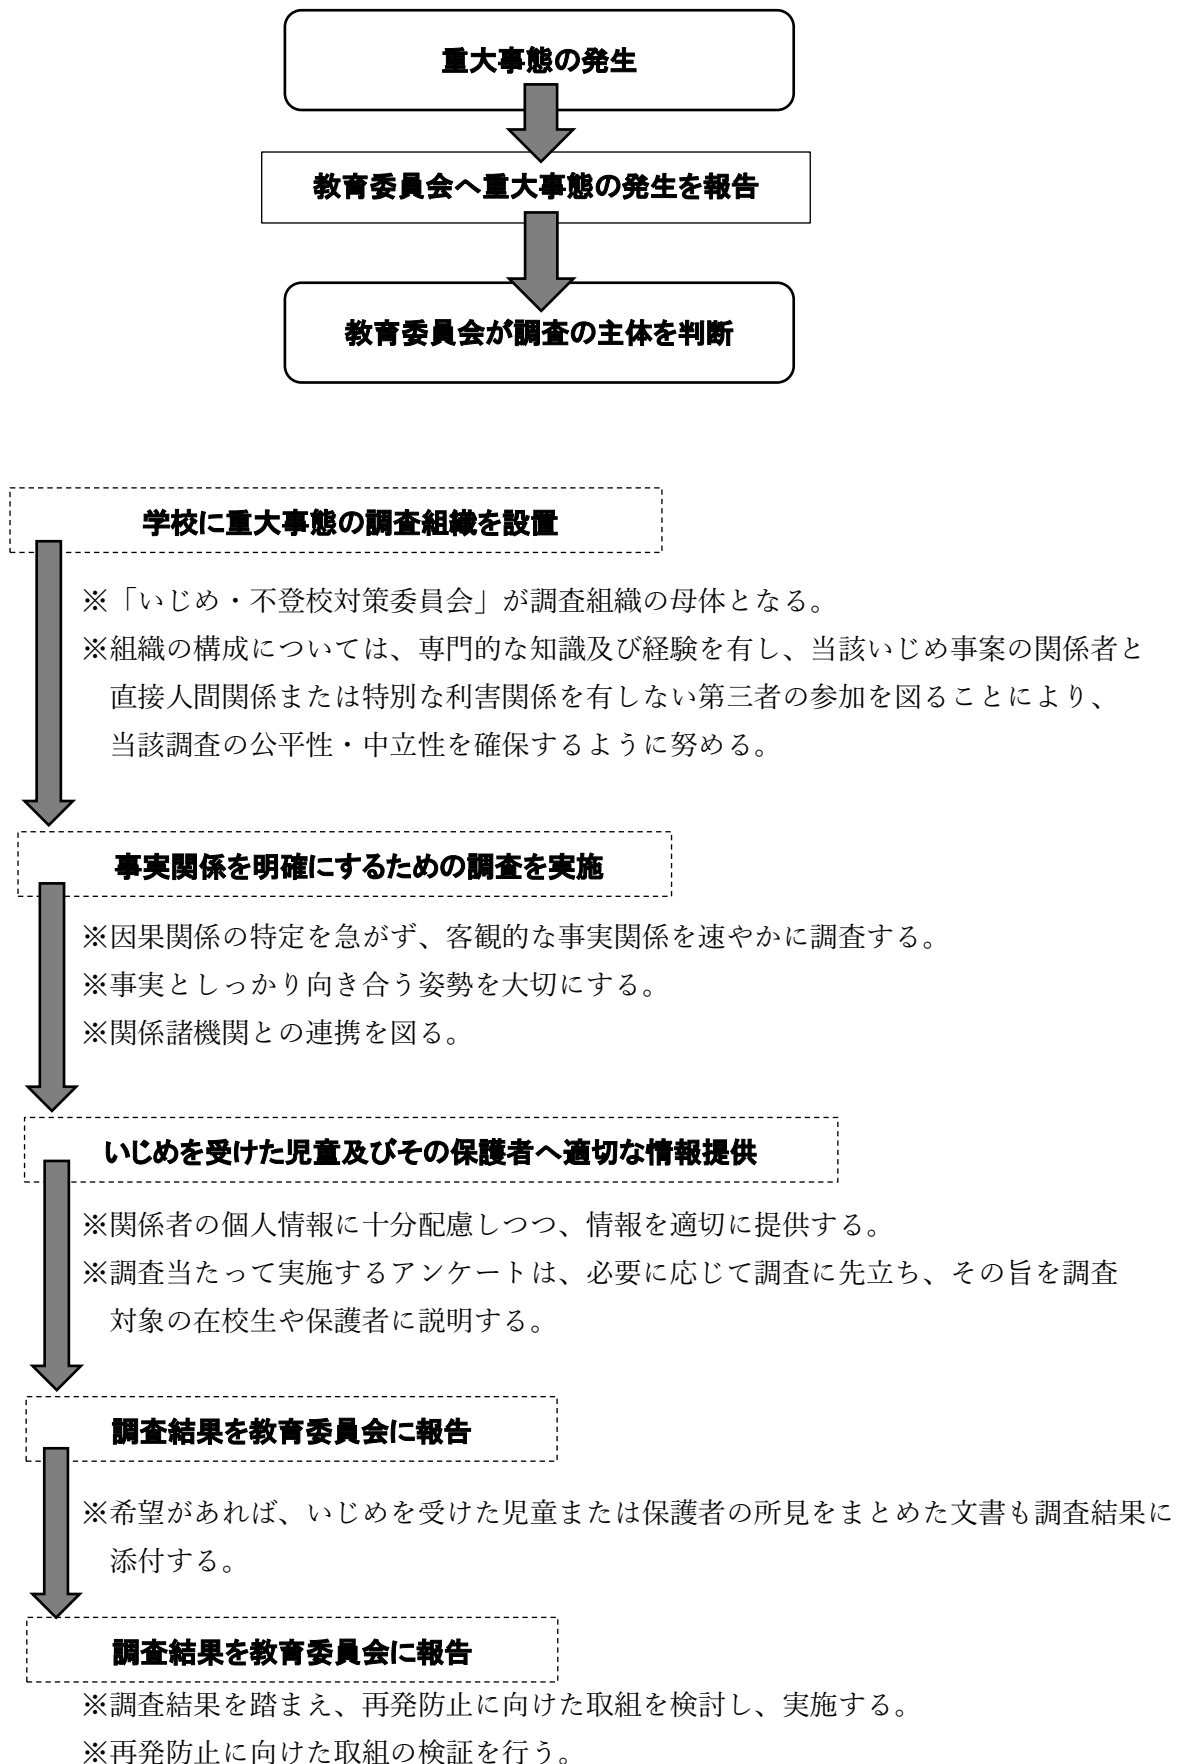 重大事態の発生
教育委員会へ重大事態の発生を報告
教育委員会が調査の主体を判断
学校に重大事態の調査組織を設置
※「いじめ・不登校対策委員会」が調査組織の母体となる。
※組織の構成については、専門的な知識及び経験を有し、当該いじめ事案の関係者と
直接人間関係または特別な利害関係を有しない第三者の参加を図ることにより、
当該調査の公平性・中立性を確保するように努める。
事実関係を明確にするための調査を実施
※因果関係の特定を急がず、客観的な事実関係を速やかに調査する。
※事実としっかり向き合う姿勢を大切にする。
※関係諸機関との連携を図る。
いじめを受けた児童及びその保護者へ適切な情報提供
※関係者の個人情報に十分配慮しつつ、情報を適切に提供する。
※調査当たって実施するアンケートは、必要に応じて調査に先立ち、その旨を調査
対象の在校生や保護者に説明する。
調査結果を教育委員会に報告
※希望があれば、いじめを受けた児童または保護者の所見をまとめた文書も調査結果に
添付する。
調査結果を教育委員会に報告
※調査結果を踏まえ、再発防止に向けた取組を検討し、実施する。
※再発防止に向けた取組の検証を行う。